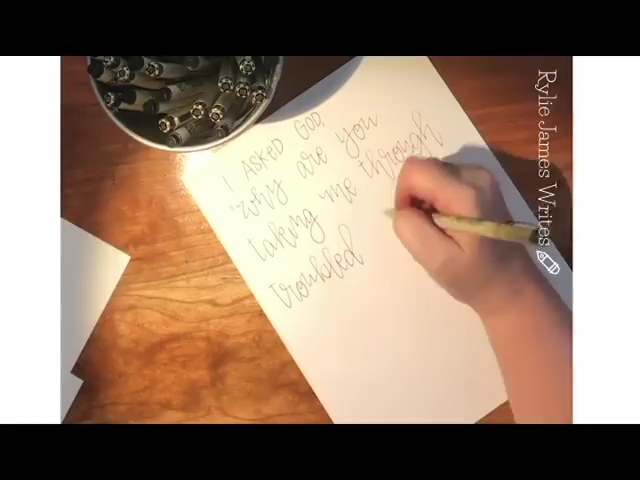 I ASKED GOD,
"Why are you
taking me through
troubled
Rylie James Writes